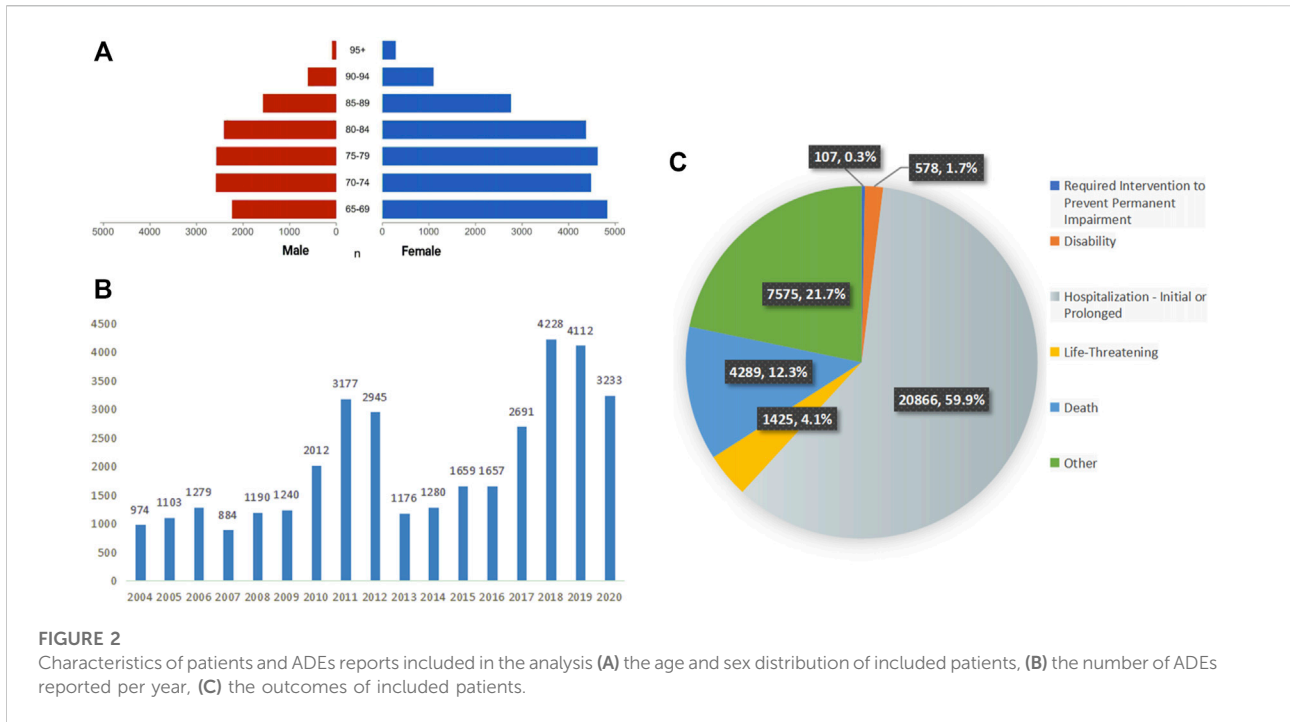 A
95+
90-94
85-89
80-84
75-79
70-74
65-69
5000 4000 3000 2000 1000 0 0 1000 2000 3000 4000 5000
Male n Female
B
4500
4000
3500
3000
2500
2000
1500
1000
500
0
974 1103 1279 884 1190 1240 2012 3177 2945 1176 1280 1659 1657 2691 4228 4112 3233
2004 2005 2006 2007 2008 2009 2010 2011 2012 2013 2014 2015 2016 2017 2018 2019 2020
C
107, 0.3%
578, 1.7%
7575, 21.7%
4289, 12.3%
1425, 4.1%
20866, 59.9%
Required Intervention to
Prevent Permanent
Impairment
Disability
Hospitalization - Initial or
Prolonged
Life-Threatening
Death
Other
FIGURE 2
Characteristics of patients and ADEs reports included in the analysis (A) the age and sex distribution of included patients, (B) the number of ADEs
reported per year, (C) the outcomes of included patients.